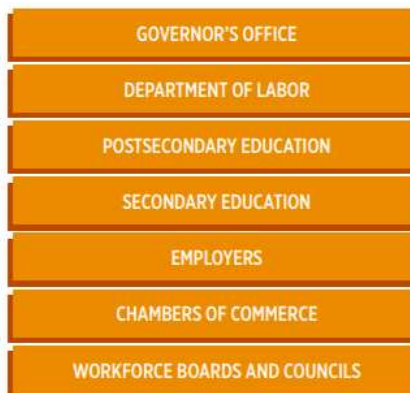 GOVERNOR’S OFFICE
DEPARTMENT OF LABOR
POSTSECONDARY EDUCATION
SECONDARY EDUCATION
EMPLOYERS
CHAMBERS OF COMMERCE
WORKFORCE BOARDS AND COUNCILS